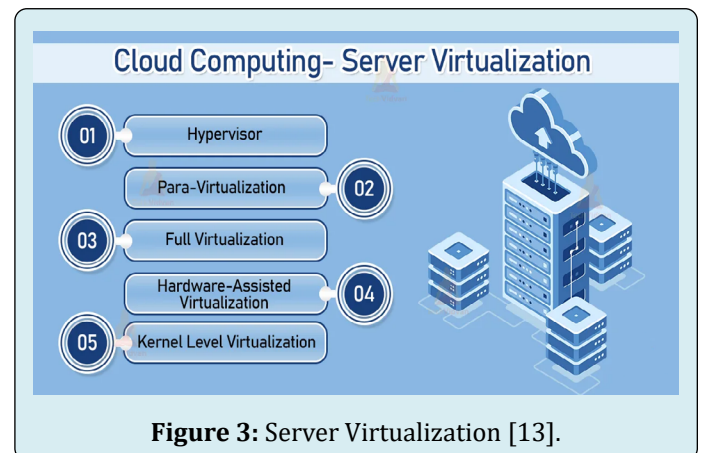 Cloud Computing- Server Virtualization
01
Hypervisor
Para-Virtualization
02
03
Full Virtualization
Hardware-Assisted
Virtualization
04
05
Kernel Level Virtualization
Figure 3: Server Virtualization [13].